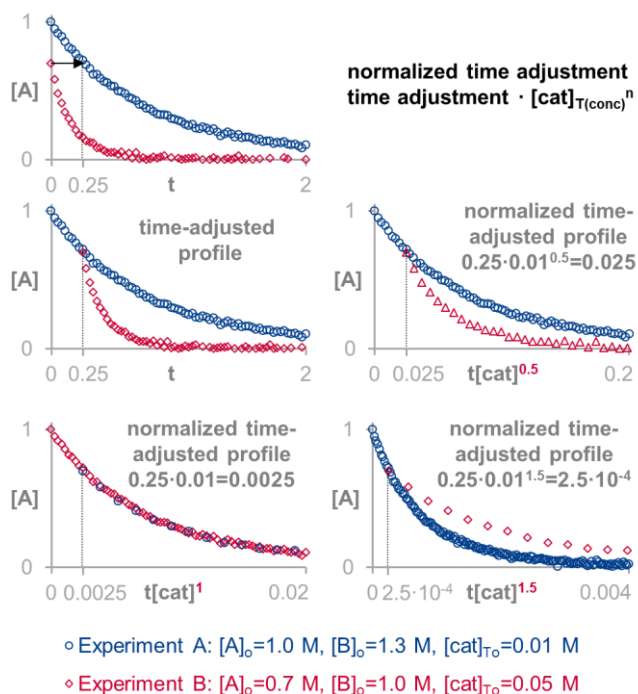 1
[A]
0
0 0.25 t 2
normalized time adjustment
time adjustment · [cat]T(conc)ⁿ
1
[A]
0
time-adjusted
profile
0 0.25 t 2
1
[A]
0
normalized time-
adjusted profile
0.25·0.01⁰·⁵=0.025
0 0.025 t[cat]⁰·⁵ 0.2
1
[A]
0
normalized time-
adjusted profile
0.25·0.01=0.0025
0 0.0025 t[cat]¹ 0.02
1
[A]
0
normalized time-
adjusted profile
0.25·0.01¹·⁵=2.5·10⁻⁴
0 2.5·10⁻⁴ t[cat]¹·⁵ 0.004
Experiment A: [A]o=1.0 M, [B]o=1.3 M, [cat]To=0.01 M
Experiment B: [A]o=0.7 M, [B]o=1.0 M, [cat]To=0.05 M